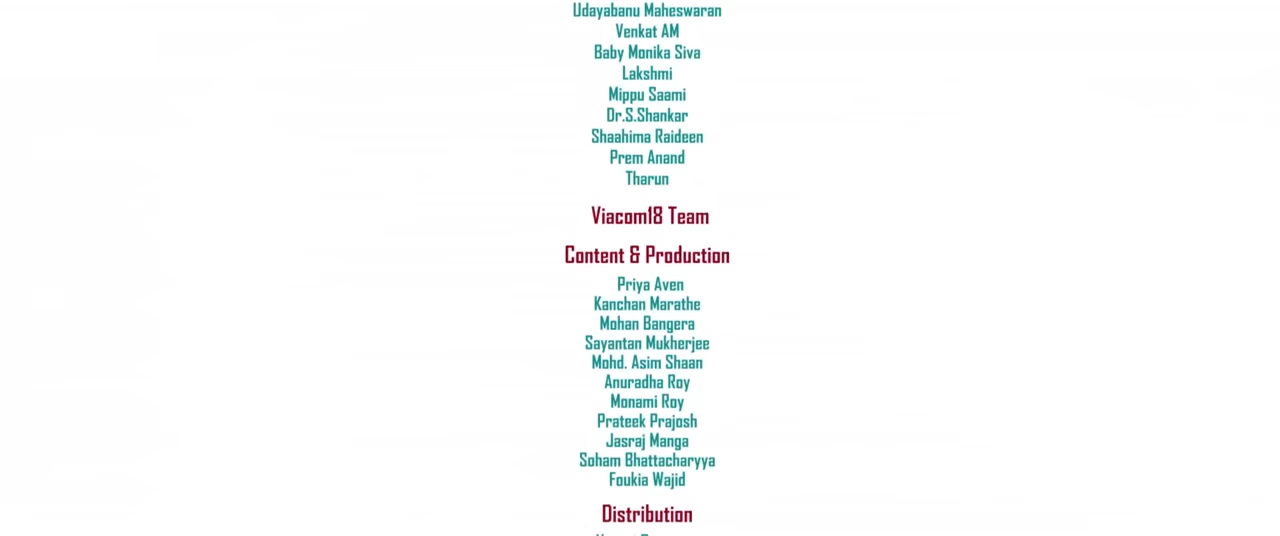 Udayabanu Maheswaran
Venkat AM
Baby Monika Siva
Lakshmi
Mippu Saami
Dr.S.Shankar
Shaahima Raideen
Prem Anand
Tharun
Viacom18 Team
Content & Production
Priya Aven
Kanchan Marathe
Mohan Bangera
Sayantan Mukherjee
Mohd. Asim Shaan
Anuradha Roy
Monami Roy
Prateek Prajosh
Jasraj Manga
Soham Bhattacharyya
Foukia Wajid
Distribution